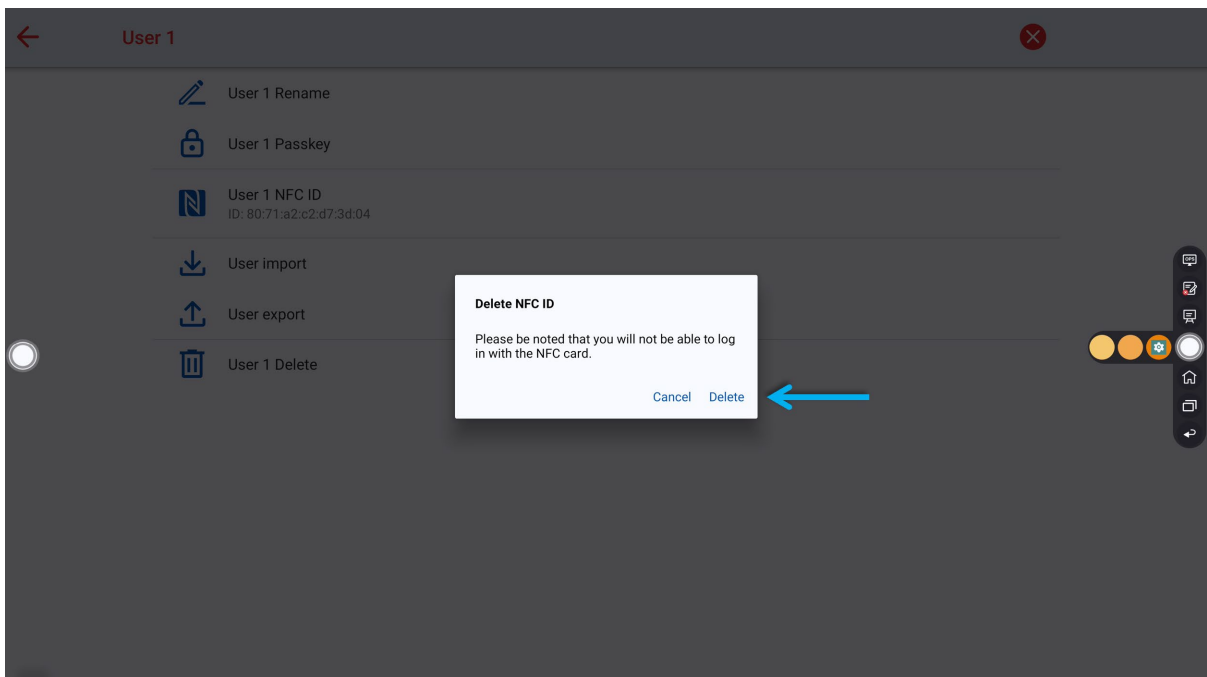 User 1
User 1 Rename
User 1 Passkey
User 1 NFC ID
ID: 80:71:a2:c2:d7:3d:04
User import
User export
User 1 Delete
Delete NFC ID
Please be noted that you will not be able to log
in with the NFC card.
Cancel Delete
OPS